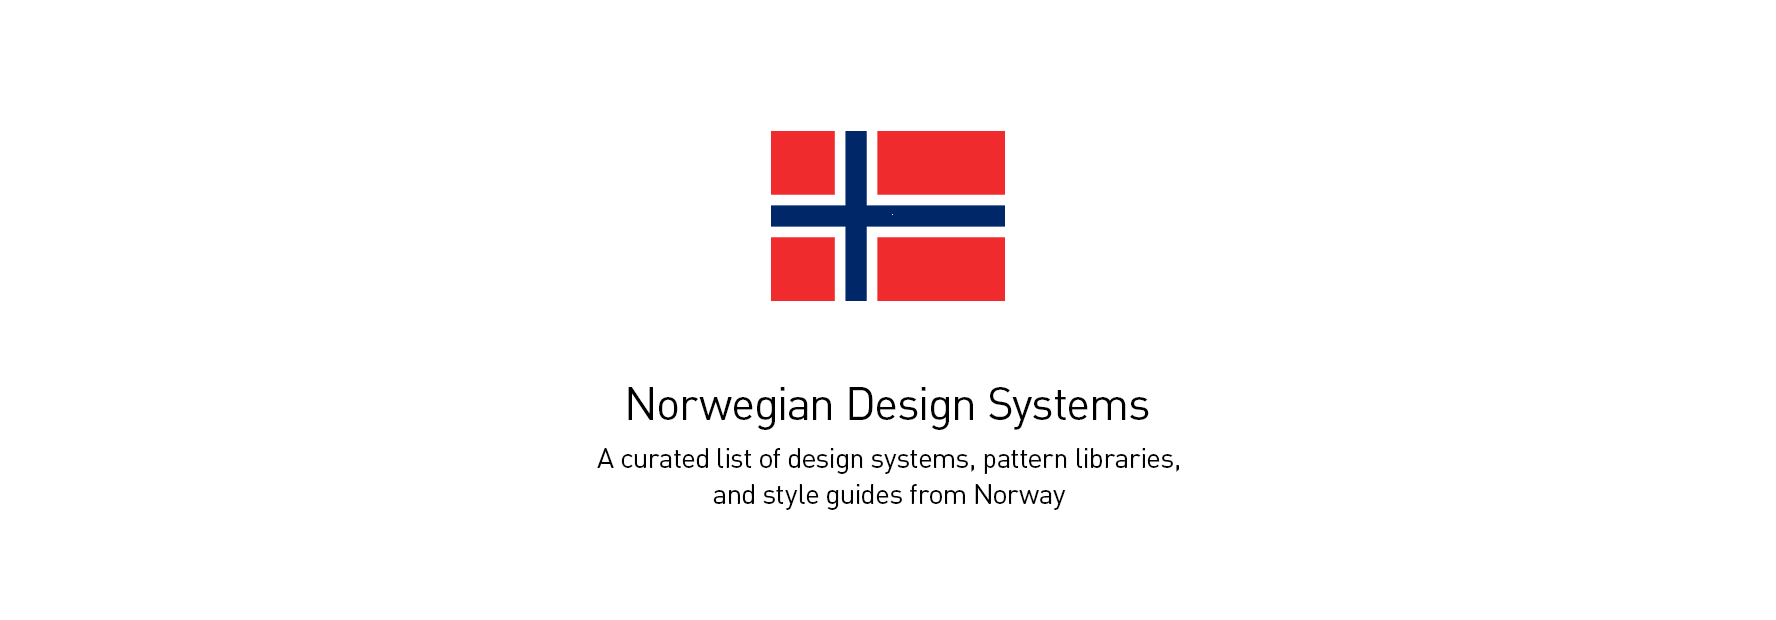 Norwegian Design Systems
A curated list of design systems, pattern libraries,
and style guides from Norway